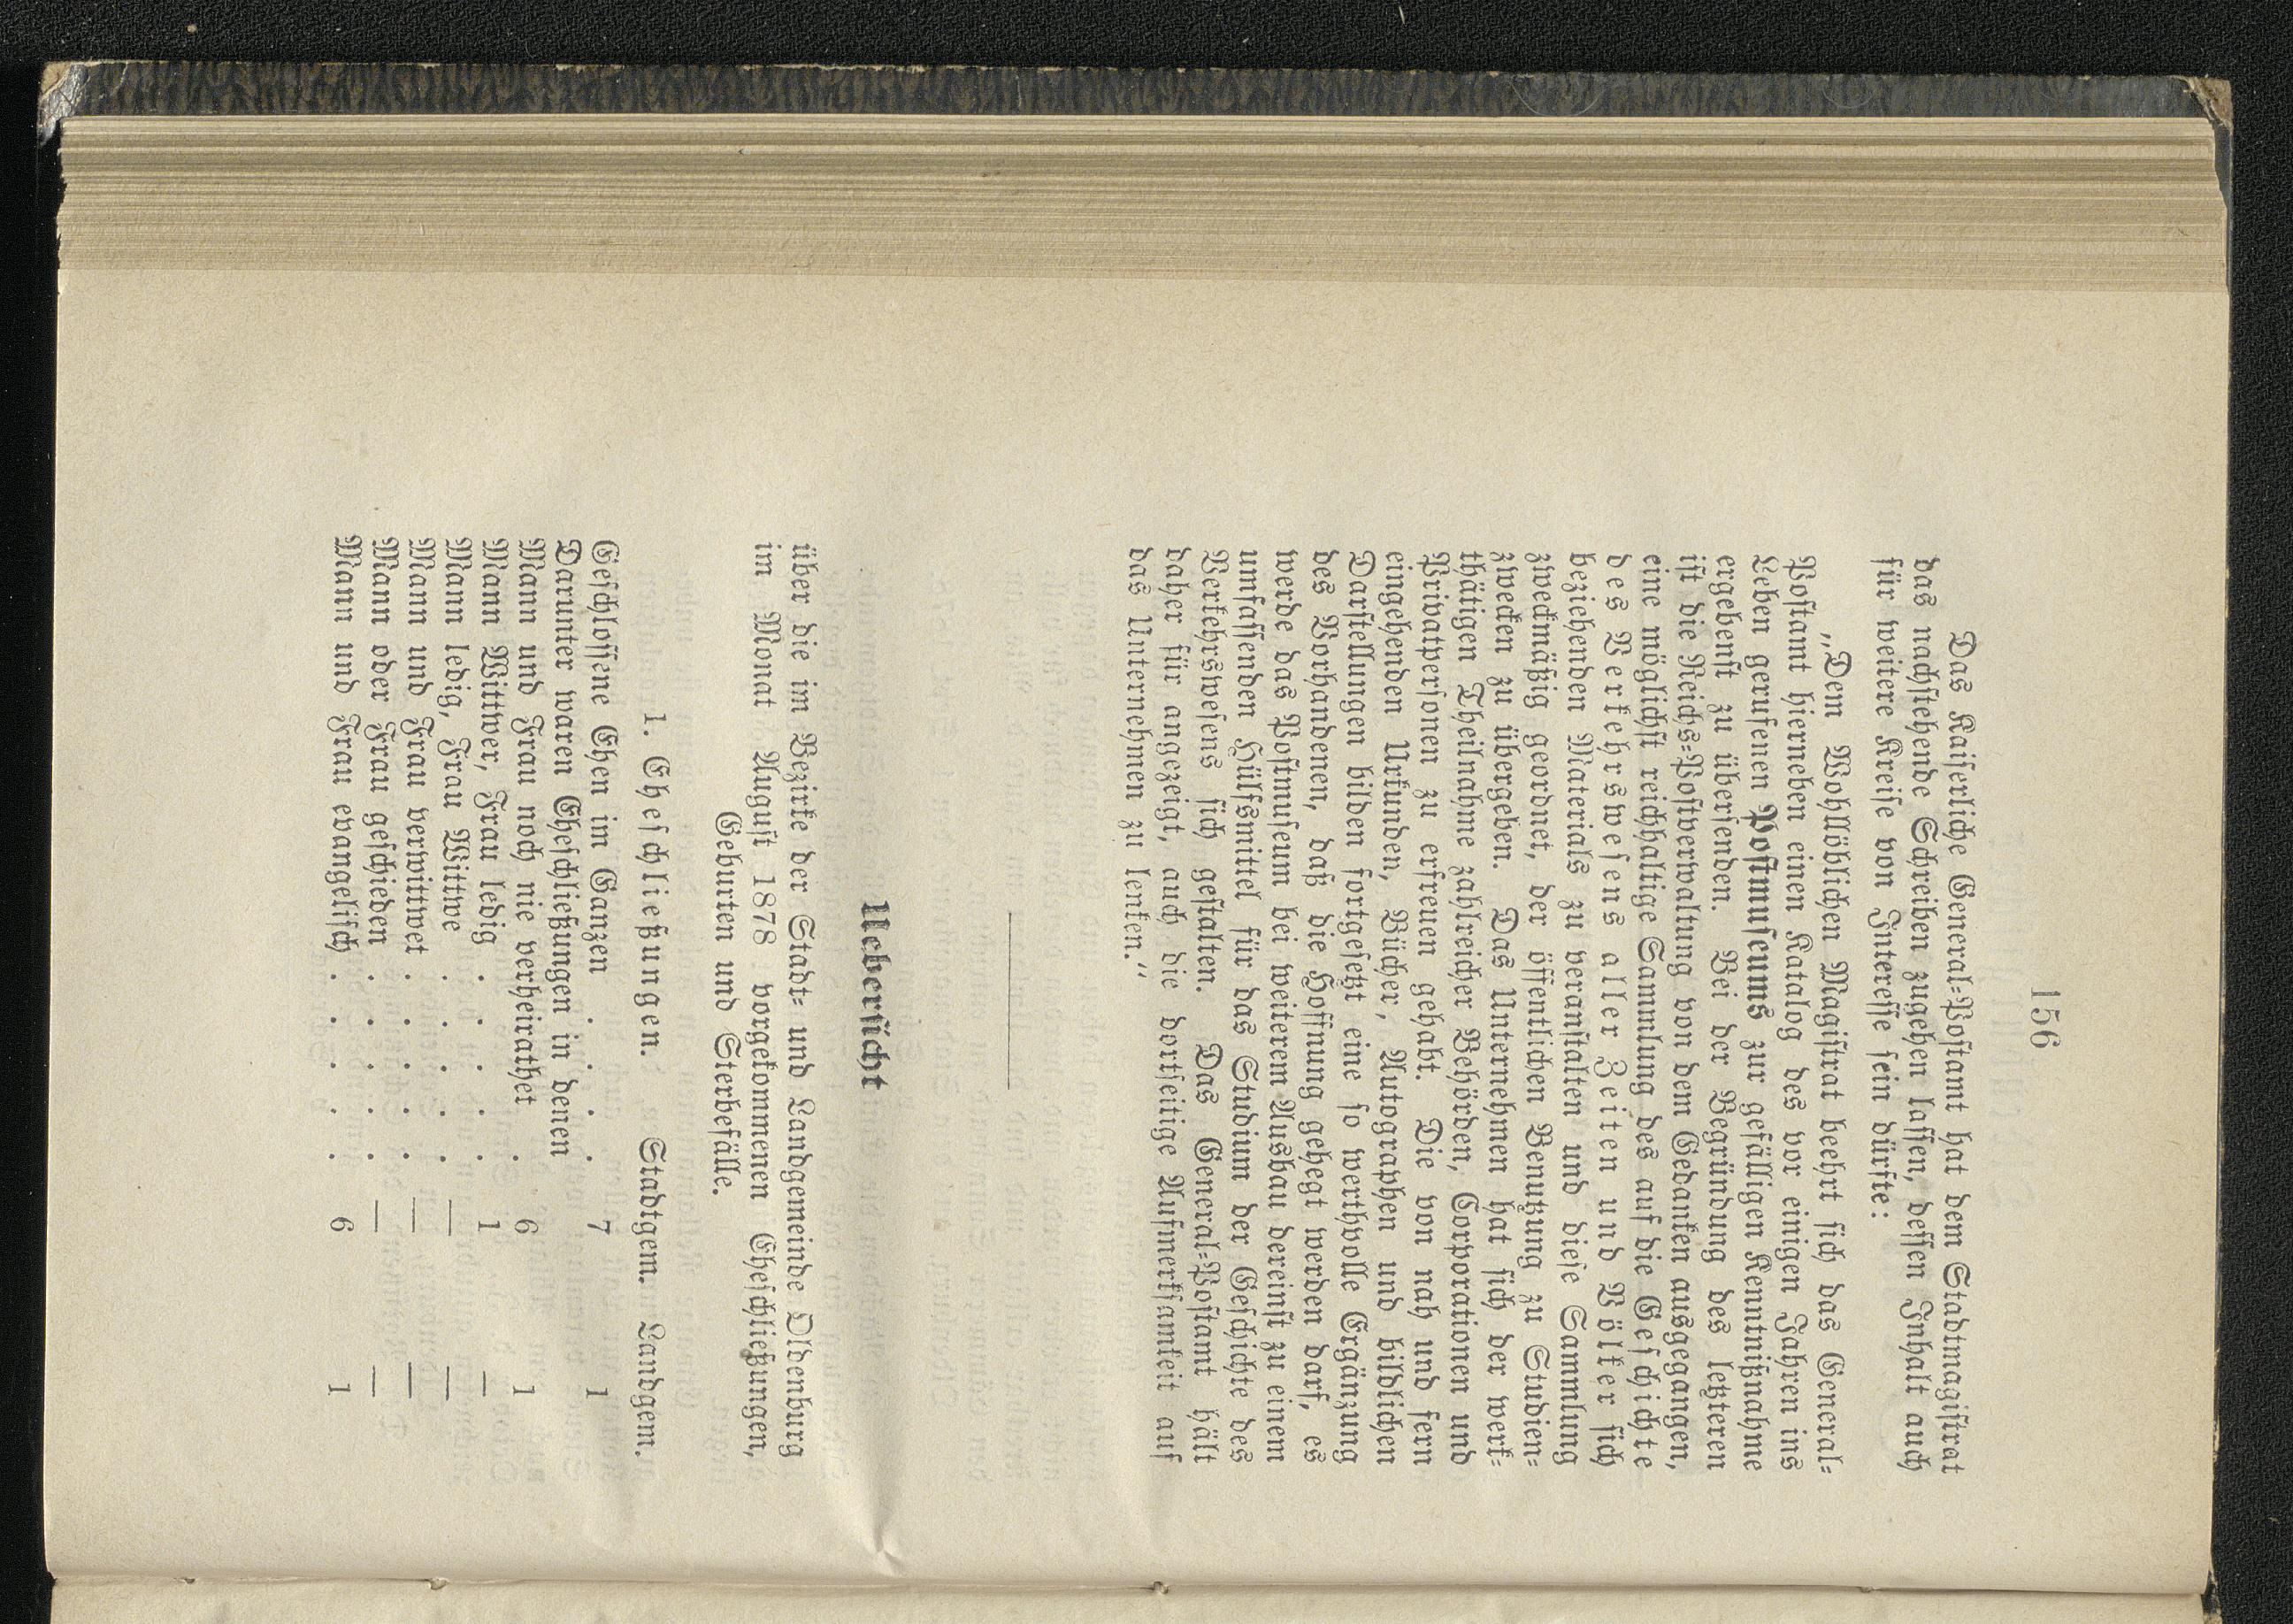 156
Das Kaiserliche General-Postamt hat dem Stadtmagistrat
das nachstehende Schreiben zugehen lassen, dessen Inhalt auch
für weitere Kreise von Interesse sein dürfte:
„Dem Wohllöblichen Magistrat beehrt sich das General-
Postamt hierneben einen Katalog des vor einigen Jahren ins
Leben gerufenen Postmuseums zur gefälligen Kenntnißnahme
ergebenst zu übersenden. Bei der Begründung des letzteren
ist die Reichs-Postverwaltung von dem Gedanken ausgegangen,
eine möglichst reichhaltige Sammlung des auf die Geschichte
des Verkehrswesens aller Zeiten und Völker sich
beziehenden Materials zu veranstalten und diese Sammlung
zweckmäßig geordnet, der öffentlichen Benutzung zu Studien-
zwecken zu übergeben. Das Unternehmen hat sich der werk-
thätigen Theilnahme zahlreicher Behörden, Corporationen und
Privatpersonen zu erfreuen gehabt. Die von nah und fern
eingehenden Urkunden, Bücher, Autographen und bildlichen
Darstellungen bilden fortgesetzt eine so werthvolle Ergänzung
des Vorhandenen, daß die Hoffnung gehegt werden darf, es
werde das Postmuseum bei weiterem Ausbau dereinst zu einem
umfassenden Hülfsmittel für das Studium der Geschichte des
Verkehrswesens sich gestalten. Das General-Postamt hält
daher für angezeigt, auch die dortseitige Aufmerksamkeit auf
das Unternehmen zu lenken.“
Uebersicht
über die im Bezirke der Stadt- und Landgemeinde Oldenburg
im Monat August 1878 vorgekommenen Eheschließungen,
Geburten und Sterbefälle.
1. Eheschließungen. Stadtgem. Landgem.
Geschlossene Ehen im Ganzen . . . . 7 1
Darunter waren Eheschließungen in denen
Mann und Frau noch nie verheirathet . 6 1
Mann Wittwer, Frau ledig . . . . . 1 —
Mann ledig, Frau Wittwe . . . . . — —
Mann und Frau verwittwet . . . . . — —
Mann oder Frau geschieden . . . . . — —
Mann und Frau evangelisch . . . . . 6 1